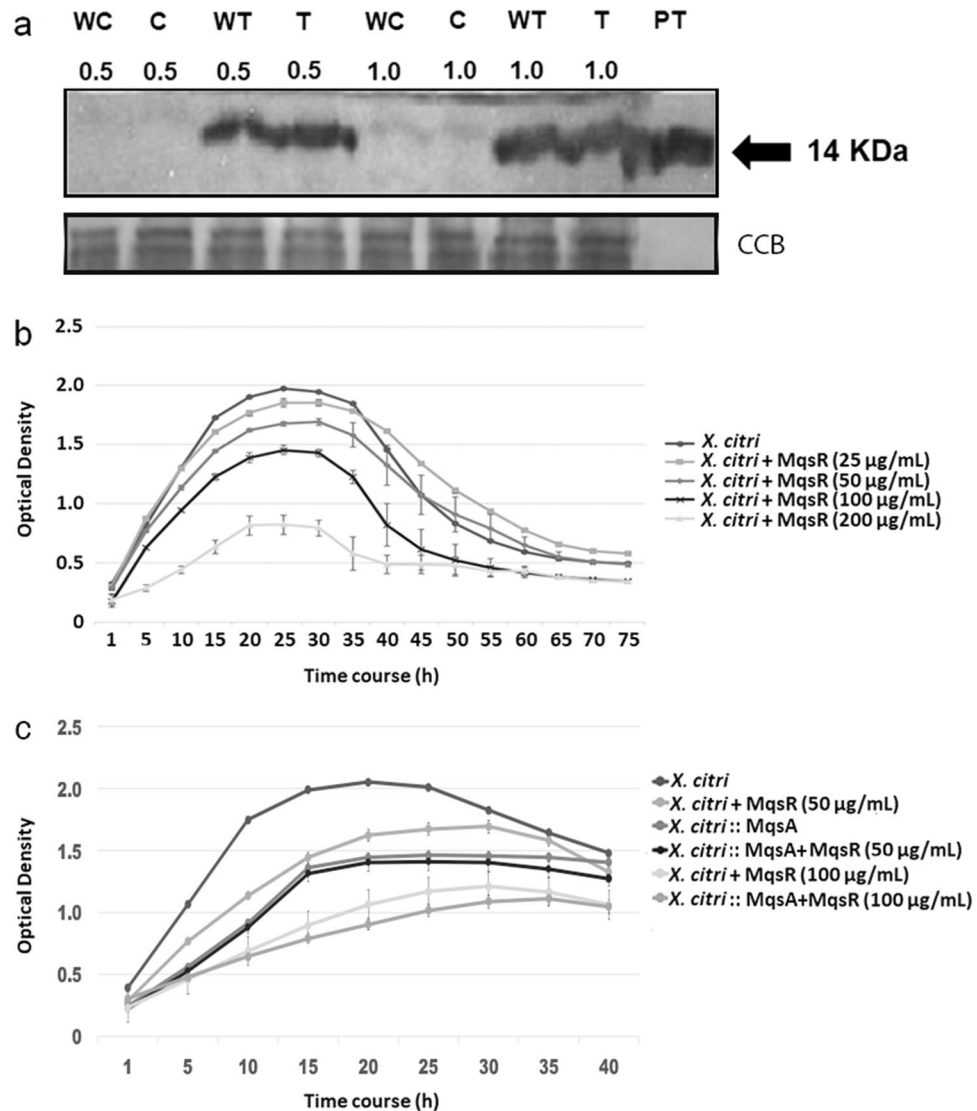 a
WC C WT T WC C WT T PT
0.5 0.5 0.5 0.5 1.0 1.0 1.0 1.0
14 KDa
CCB
b
2.5
2.0
1.5
1.0
0.5
0
Optical Density
1 5 10 15 20 25 30 35 40 45 50 55 60 65 70 75
Time course (h)
X. citri
X. citri + MqsR (25 µg/mL)
X. citri + MqsR (50 µg/mL)
X. citri + MqsR (100 µg/mL)
X. citri + MqsR (200 µg/mL)
c
2.5
2.0
1.5
1.0
0.5
0
Optical Density
1 5 10 15 20 25 30 35 40
Time course (h)
X. citri
X. citri + MqsR (50 µg/mL)
X. citri :: MqsA
X. citri :: MqsA+MqsR (50 µg/mL)
X. citri + MqsR (100 µg/mL)
X. citri :: MqsA+MqsR (100 µg/mL)